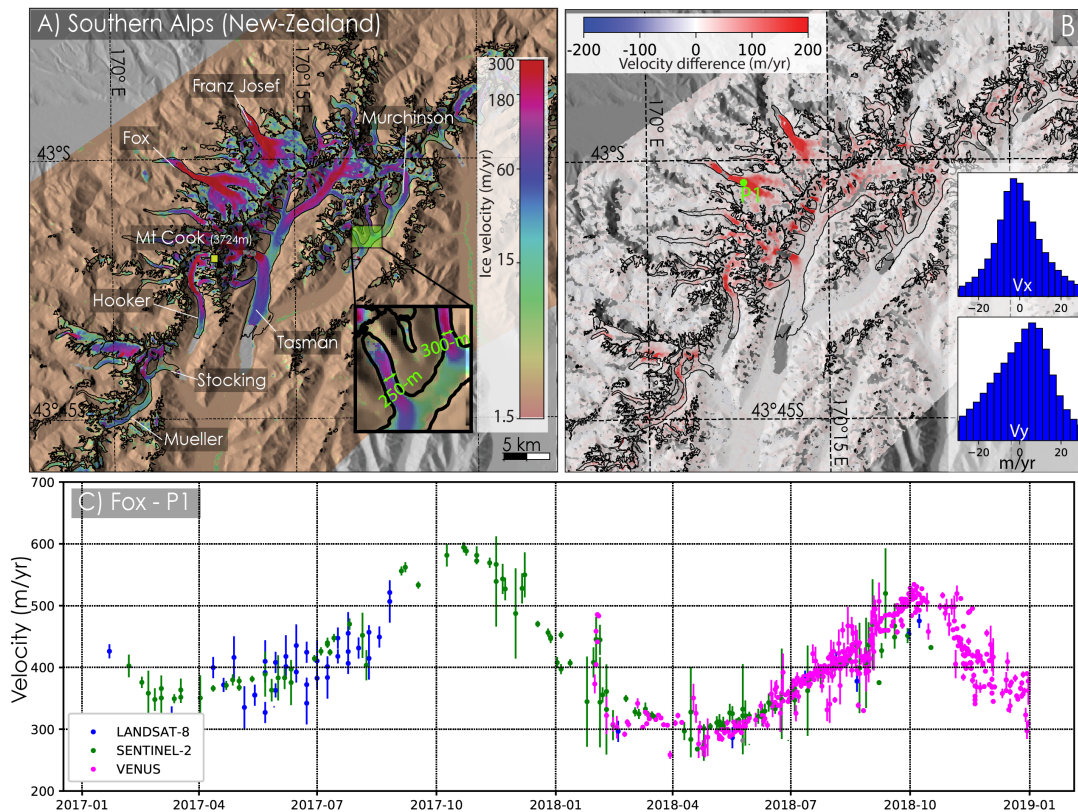 A) Southern Alps (New-Zealand)
170° E
170°15 E
300
180
60
15
1.5
Ice velocity (m/yr)
Franz Josef
Murchinson
Fox
43°S
Mt Cook (3724m)
Hooker
Tasman
Stocking
43°45 S
Mueller
250-m
300-m
5 km
B
-200
-100
0
100
200
Velocity difference (m/yr)
170° E
43°S
P1
43°45 S
170°15 E
Vx
−20
0
20
Vy
−20
0
20
m/yr
C) Fox - P1
Velocity (m/yr)
700
600
500
400
300
200
LANDSAT-8
SENTINEL-2
VENUS
2017-01
2017-04
2017-07
2017-10
2018-01
2018-04
2018-07
2018-10
2019-01